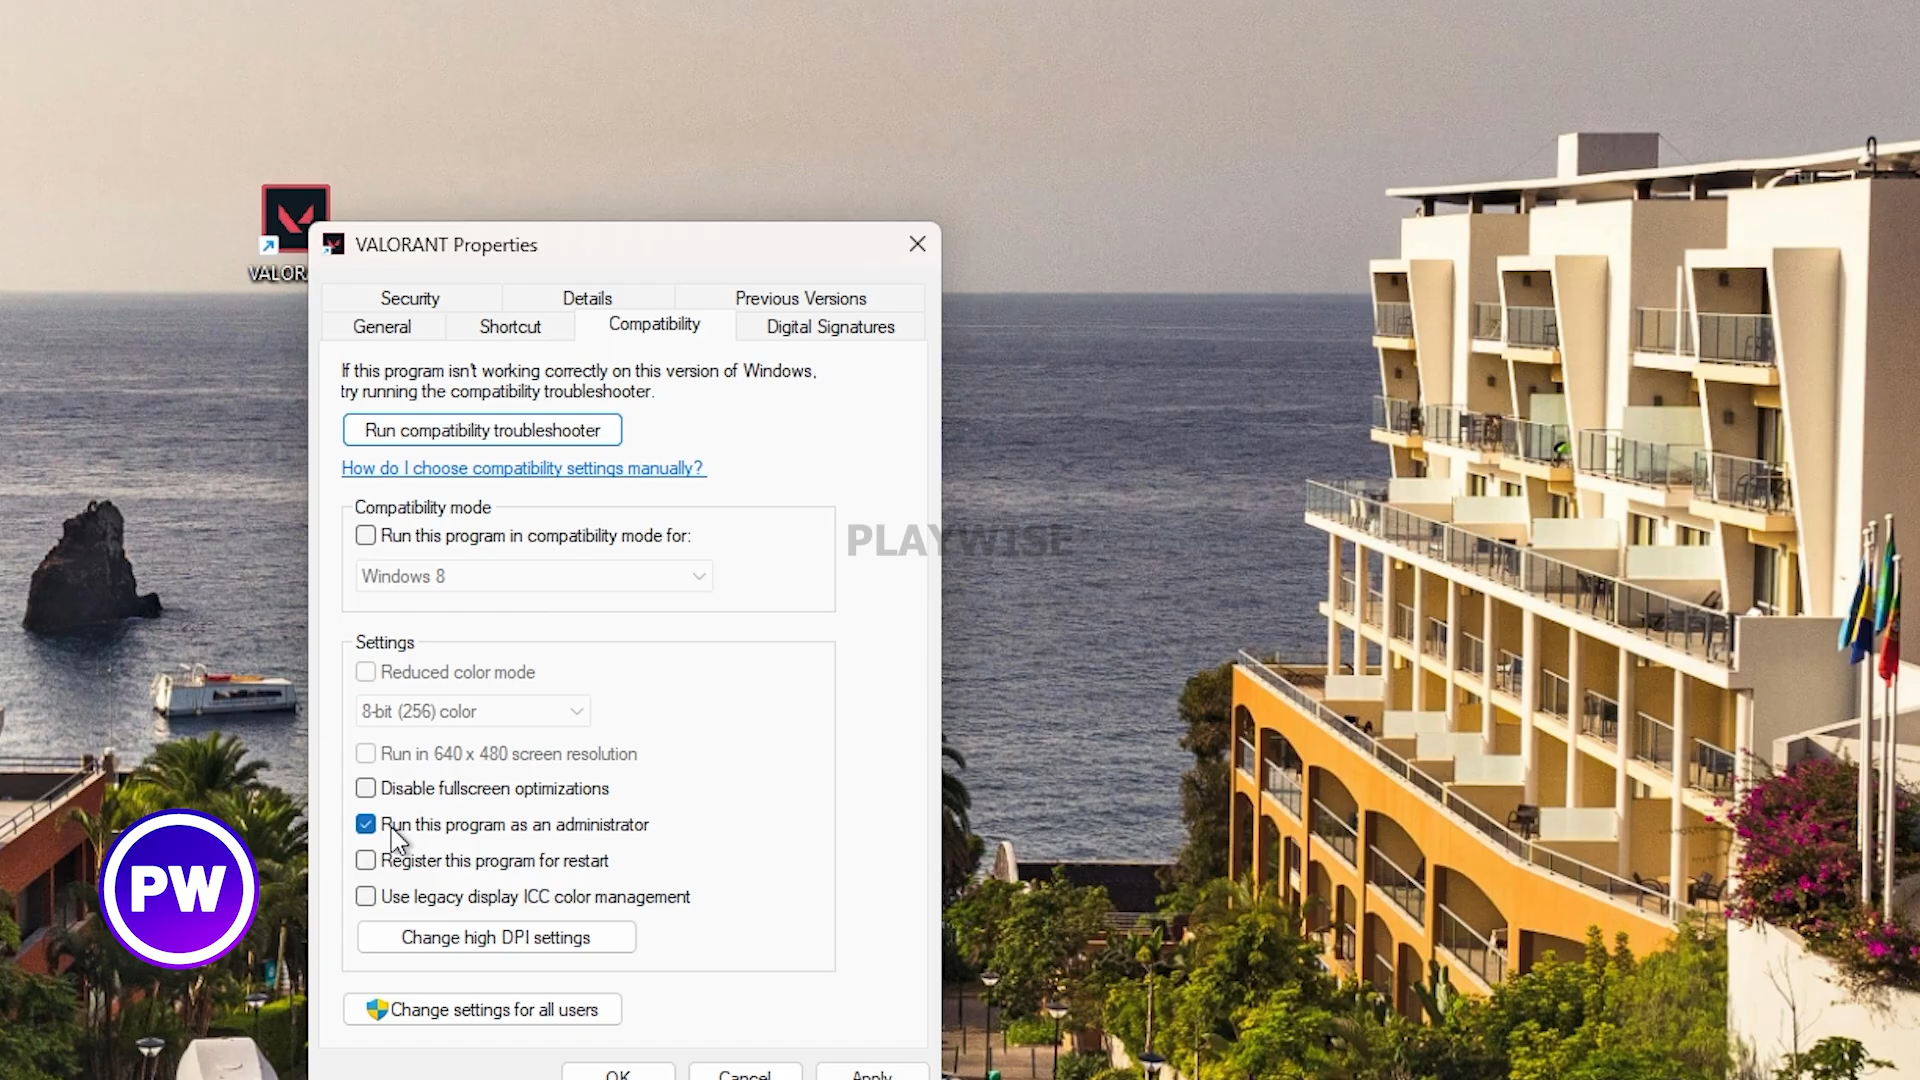 VALOR
VALORANT Properties
Security Details Previous Versions
General Shortcut Compatibility Digital Signatures
If this program isn't working correctly on this version of Windows,
try running the compatibility troubleshooter.
Run compatibility troubleshooter
How do I choose compatibility settings manually?
Compatibility mode
Run this program in compatibility mode for:
Windows 8
PLAYWISE
Settings
Reduced color mode
8-bit (256) color
Run in 640 x 480 screen resolution
Disable fullscreen optimizations
Run this program as an administrator
Register this program for restart
Use legacy display ICC color management
Change high DPI settings
PW
Change settings for all users
OK Cancel Apply